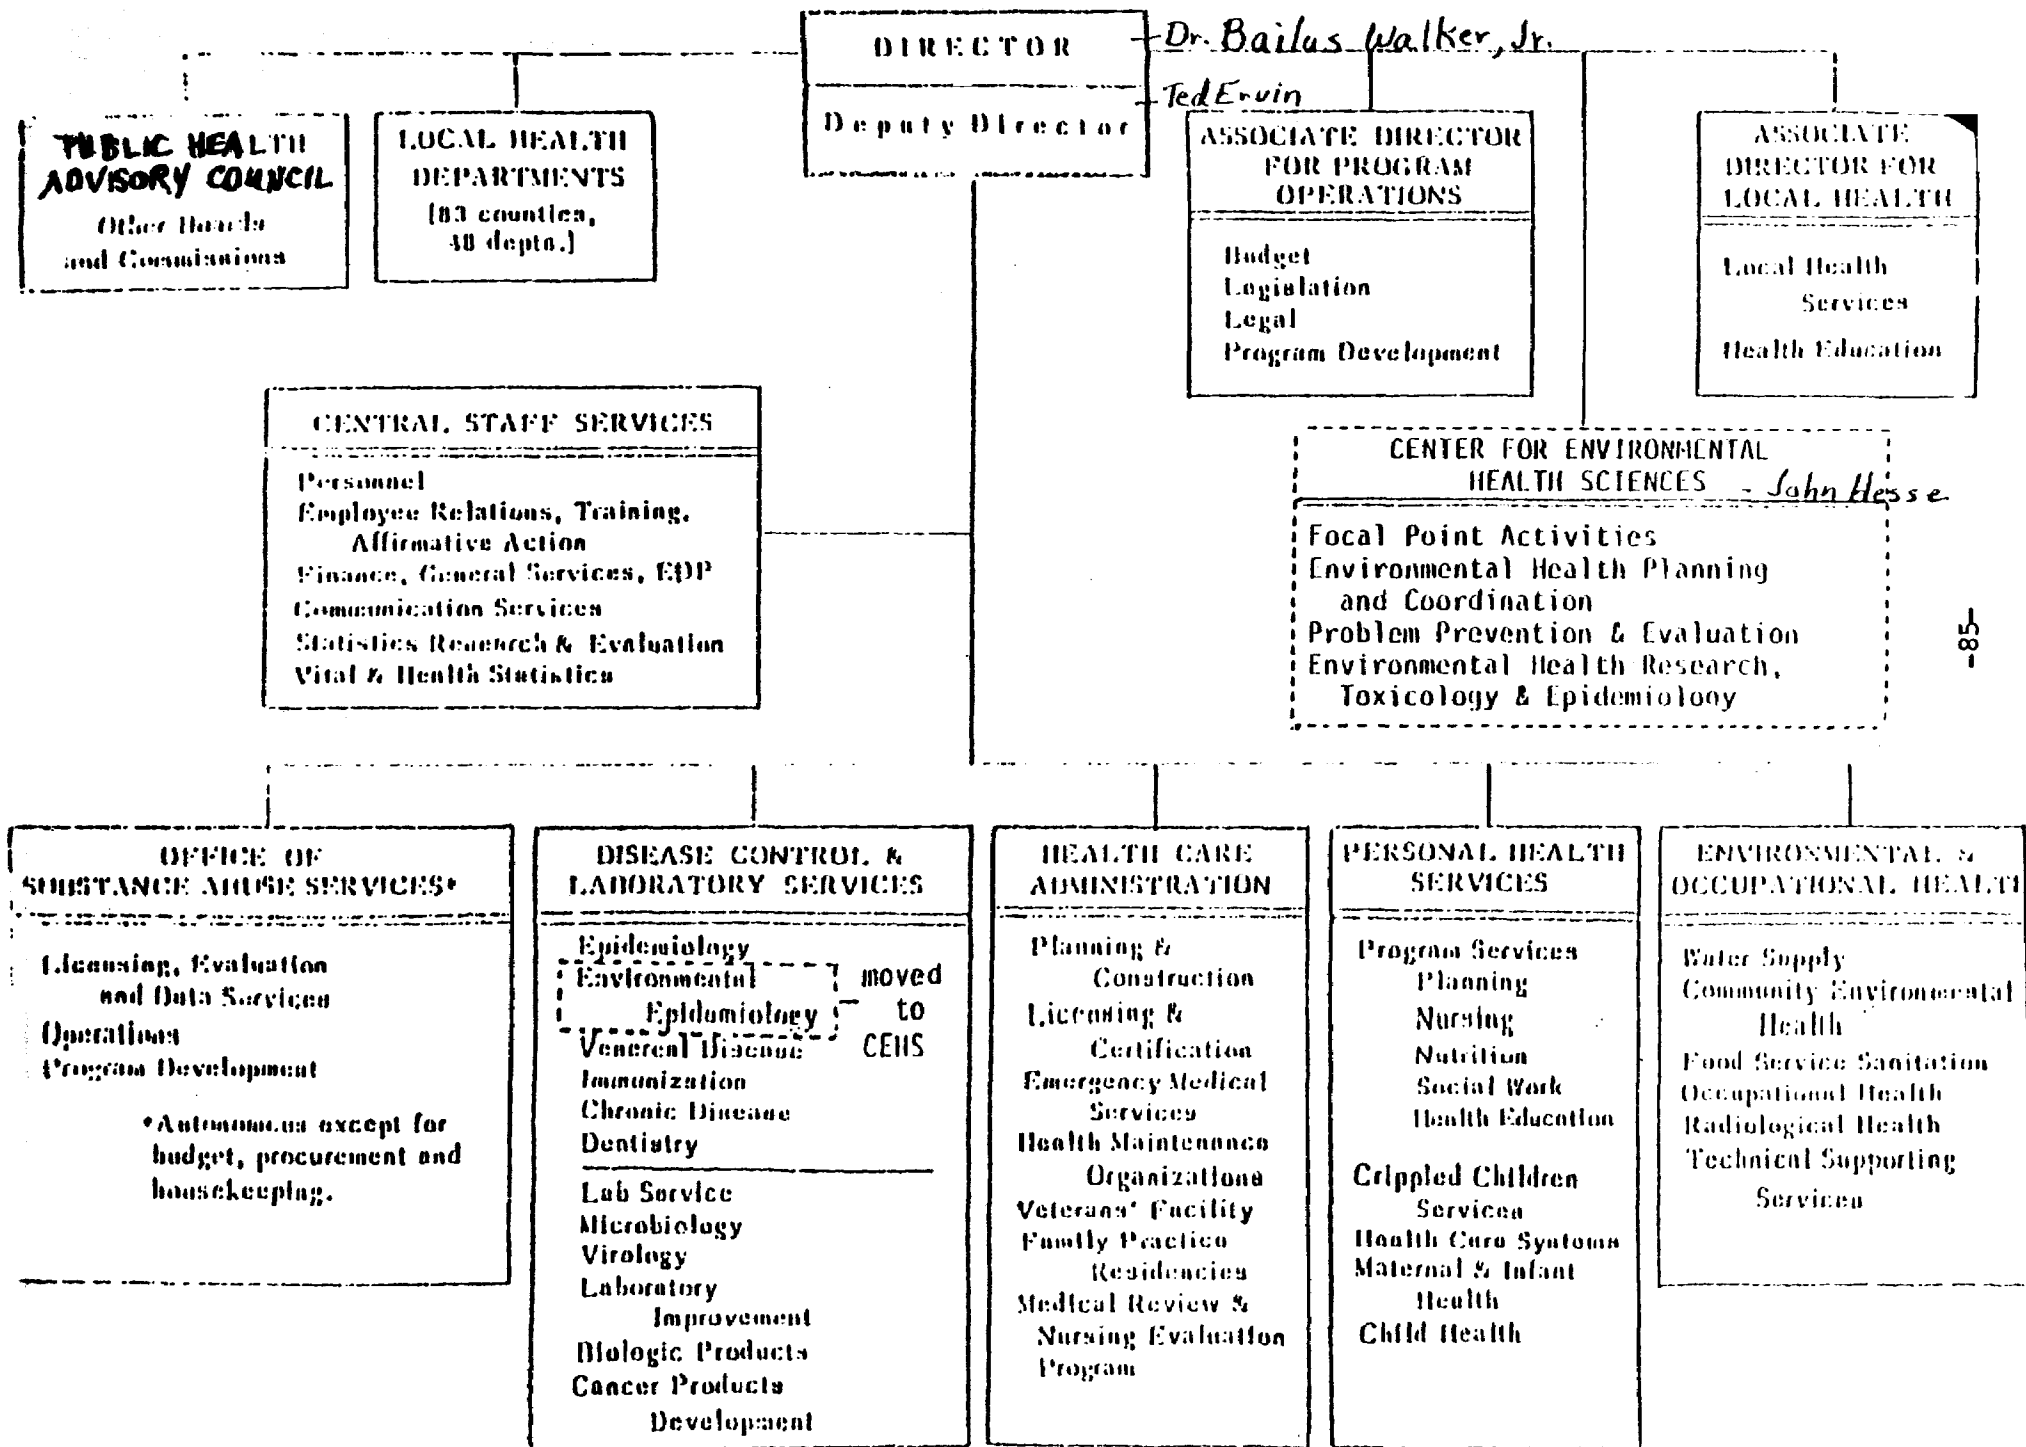 DIRECTOR
Dr. Bailus Walker, Jr.
Deputy Director
Ted Ervin
PUBLIC HEALTH
ADVISORY COUNCIL
Other Boards
and Commissions
LOCAL HEALTH
DEPARTMENTS
[83 counties,
48 depts.]
ASSOCIATE DIRECTOR
FOR PROGRAM
OPERATIONS
Budget
Legislation
Legal
Program Development
ASSOCIATE
DIRECTOR FOR
LOCAL HEALTH
Local Health
Services
Health Education
CENTRAL STAFF SERVICES
Personnel
Employee Relations, Training,
Affirmative Action
Finance, General Services, EDP
Communication Services
Statistics Research & Evaluation
Vital & Health Statistics
CENTER FOR ENVIRONMENTAL
HEALTH SCIENCES - John Hesse
Focal Point Activities
Environmental Health Planning
and Coordination
Problem Prevention & Evaluation
Environmental Health Research,
Toxicology & Epidemiology
-85-
OFFICE OF
SUBSTANCE ABUSE SERVICES*
Licensing, Evaluation
and Data Services
Operations
Program Development
*Autonomous except for
budget, procurement and
housekeeping.
DISEASE CONTROL &
LABORATORY SERVICES
Epidemiology
Environmental
Epidemiology
moved
to
CEHS
Venereal Disease
Immunization
Chronic Disease
Dentistry
Lab Service
Microbiology
Virology
Laboratory
Improvement
Biologic Products
Cancer Products
Development
HEALTH CARE
ADMINISTRATION
Planning &
Construction
Licensing &
Certification
Emergency Medical
Services
Health Maintenance
Organizations
Veterans' Facility
Family Practice
Residencies
Medical Review &
Nursing Evaluation
Program
PERSONAL HEALTH
SERVICES
Program Services
Planning
Nursing
Nutrition
Social Work
Health Education
Crippled Children
Services
Health Care Systems
Maternal & Infant
Health
Child Health
ENVIRONMENTAL &
OCCUPATIONAL HEALTH
Water Supply
Community Environmental
Health
Food Service Sanitation
Occupational Health
Radiological Health
Technical Supporting
Services